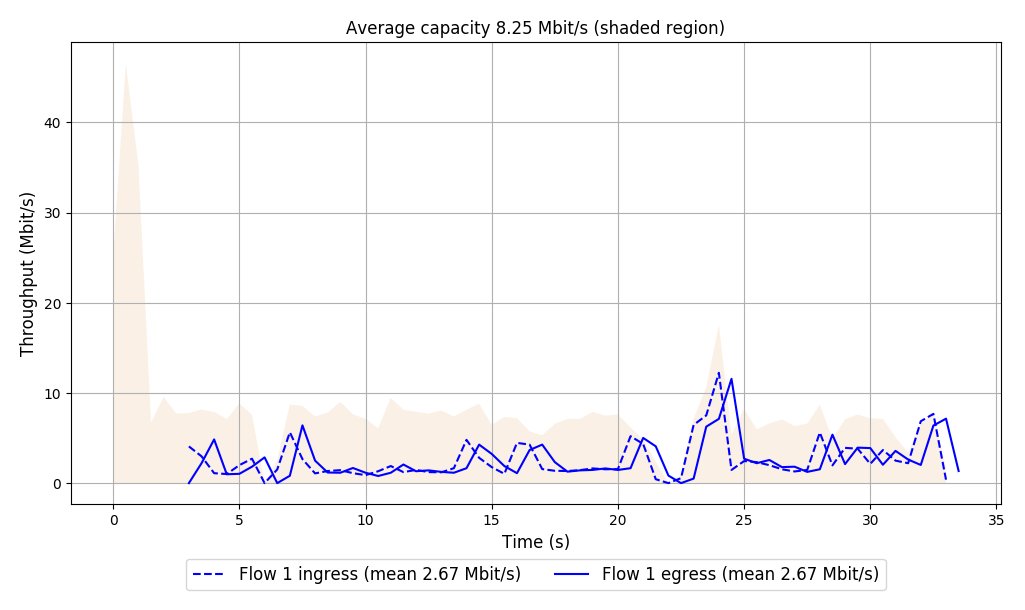 Average capacity 8.25 Mbit/s (shaded region)
Throughput (Mbit/s)
40
30
20
10
0
0 5 10 15 20 25 30 35
Time (s)
Flow 1 ingress (mean 2.67 Mbit/s) Flow 1 egress (mean 2.67 Mbit/s)